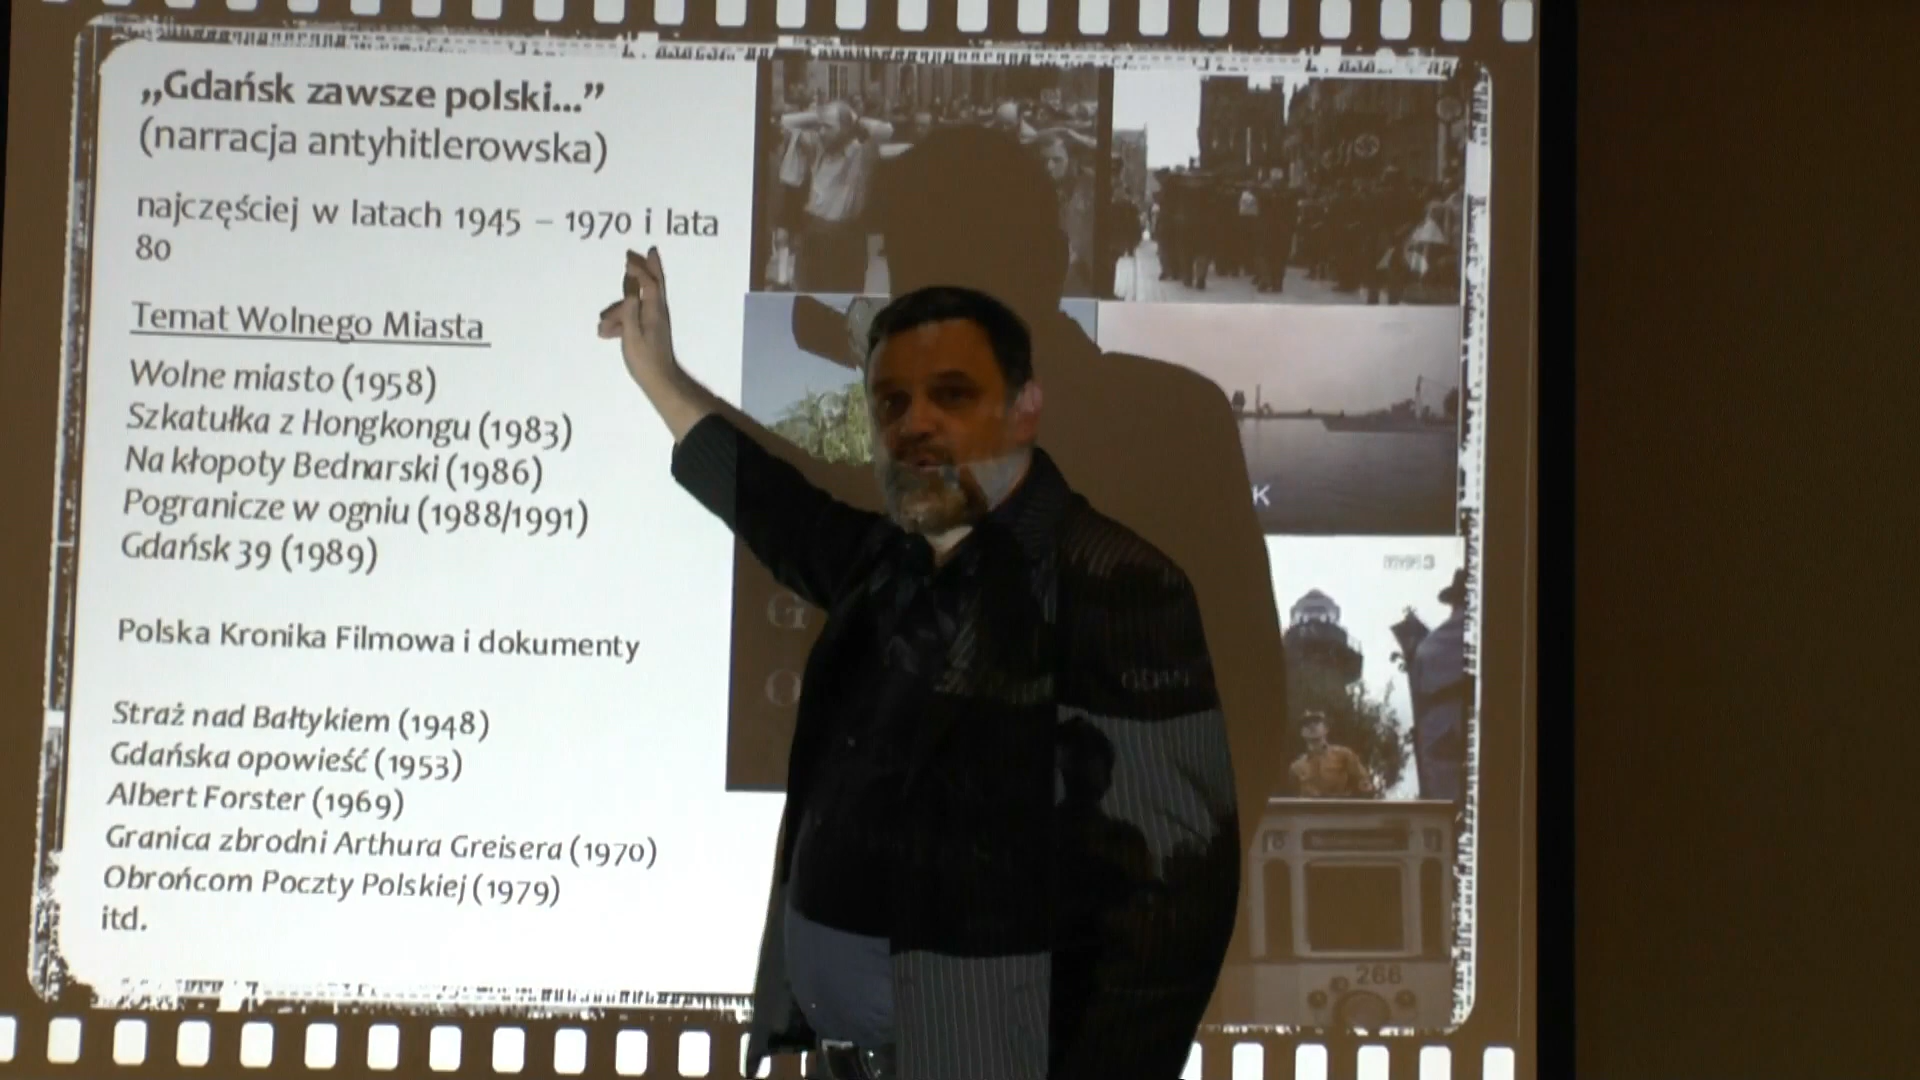 „Gdańsk zawsze polski...”
(narracja antyhitlerowska)
najczęściej w latach 1945 – 1970 i lata
80
Temat Wolnego Miasta
Wolne miasto (1958)
Szkatułka z Hongkongu (1983)
Na kłopoty Bednarski (1986)
Pogranicze w ogniu (1988/1991)
Gdańsk 39 (1989)
Polska Kronika Filmowa i dokumenty
Straż nad Bałtykiem (1948)
Gdańska opowieść (1953)
Albert Forster (1969)
Granica zbrodni Arthura Greisera (1970)
Obrońcom Poczty Polskiej (1979)
itd.
K
G
O
266